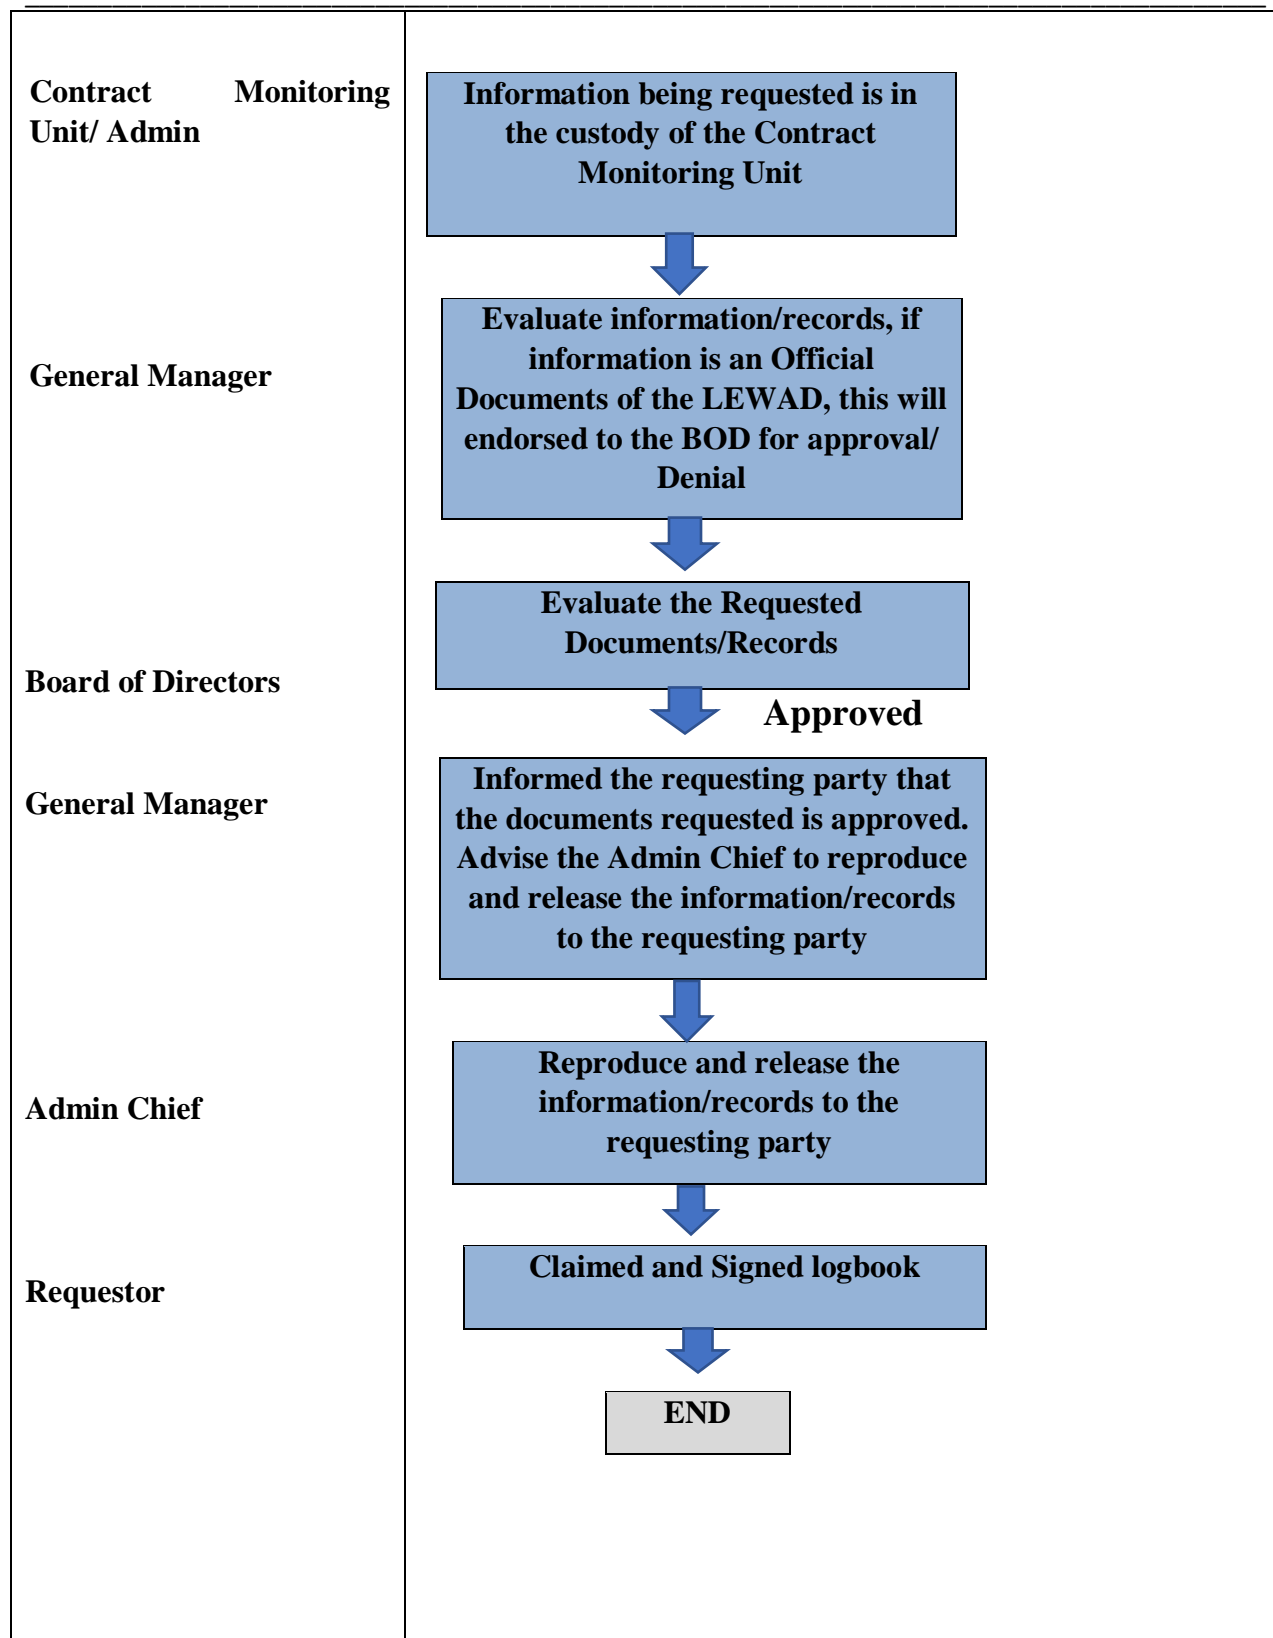 Contract Monitoring
Unit/ Admin
Information being requested is in
the custody of the Contract
Monitoring Unit
General Manager
Evaluate information/records, if
information is an Official
Documents of the LEWAD, this will
endorsed to the BOD for approval/
Denial
Board of Directors
Evaluate the Requested
Documents/Records
Approved
General Manager
Informed the requesting party that
the documents requested is approved.
Advise the Admin Chief to reproduce
and release the information/records
to the requesting party
Admin Chief
Reproduce and release the
information/records to the
requesting party
Requestor
Claimed and Signed logbook
END